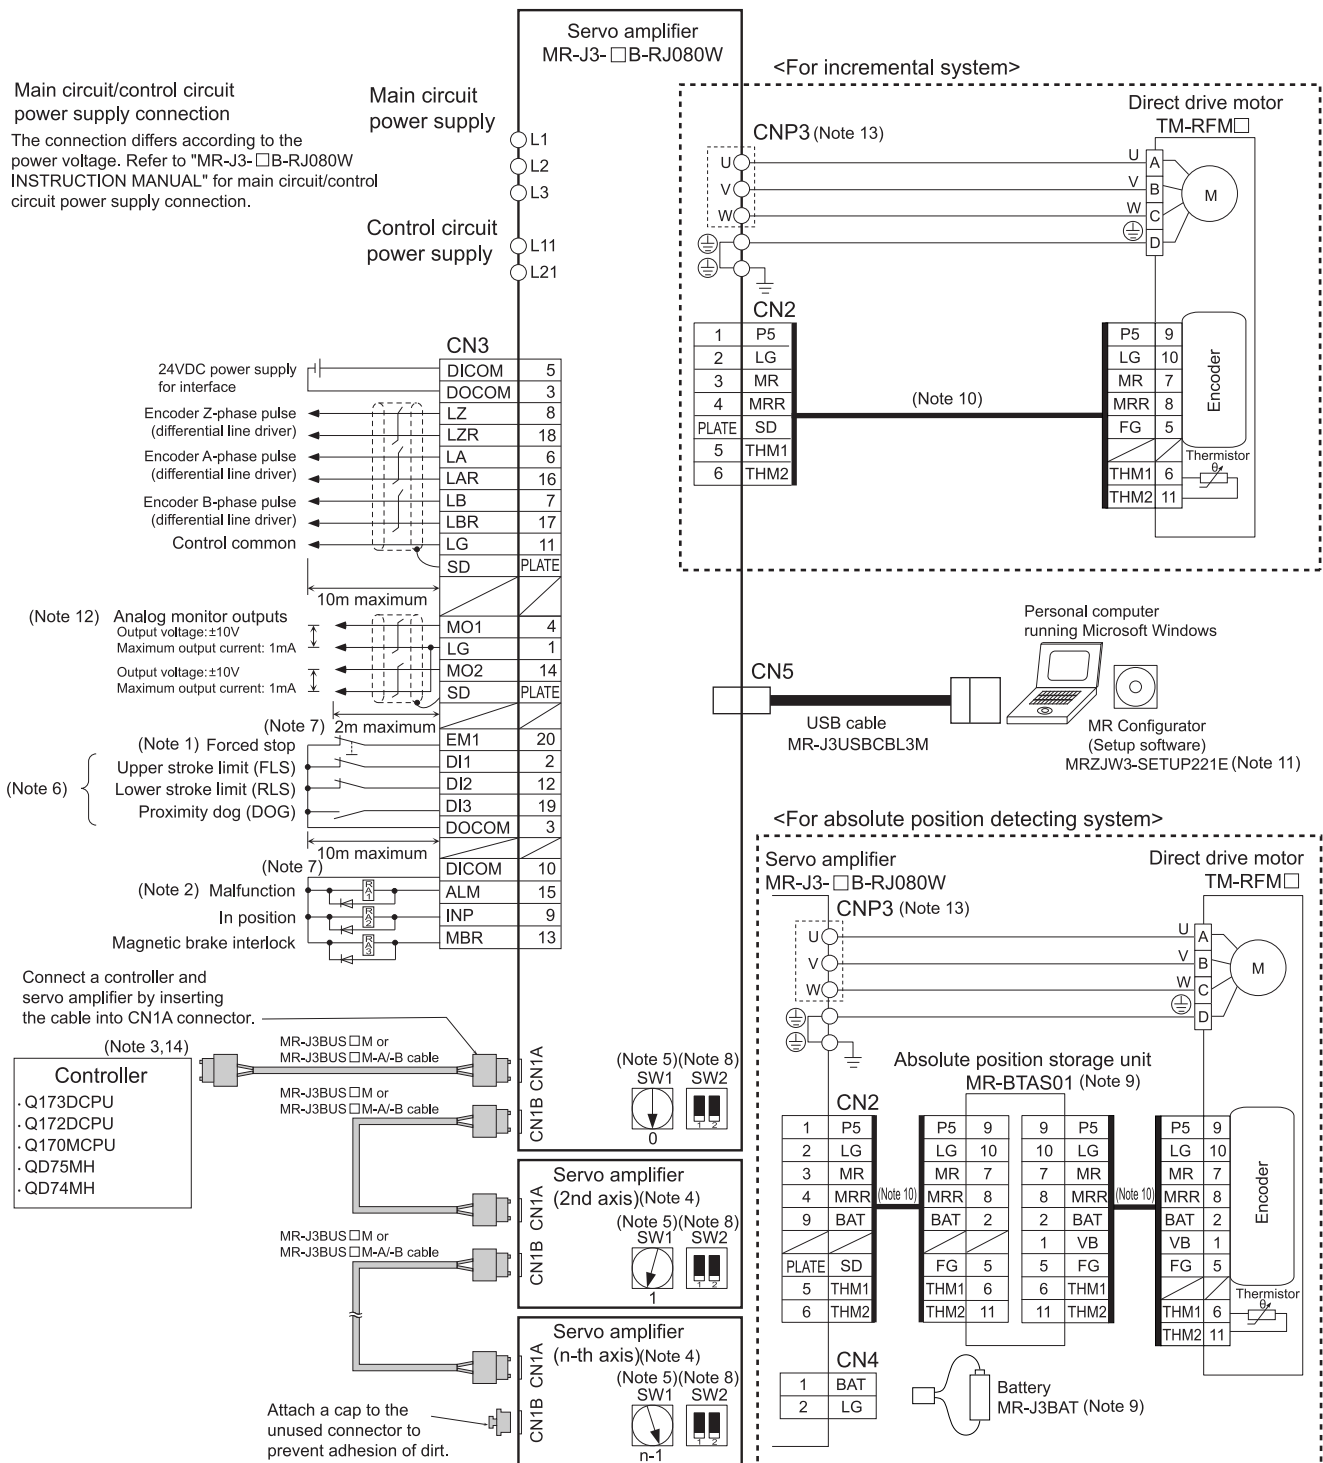 Servo amplifier
MR-J3-□B-RJ080W
Main circuit/control circuit
power supply connection
The connection differs according to the
power voltage. Refer to "MR-J3-□B-RJ080W
INSTRUCTION MANUAL" for main circuit/control
circuit power supply connection.
Main circuit
power supply
L1
L2
L3
Control circuit
power supply
L11
L21
<For incremental system>
Direct drive motor
TM-RFM□
CNP3 (Note 13)
U U A
V V B
W W C
D
M
CN2
1 P5
2 LG
3 MR
4 MRR
PLATE SD
5 THM1
6 THM2
(Note 10)
P5 9
LG 10
MR 7
MRR 8
FG 5
THM1 6
THM2 11
Encoder
Thermistor
θ
CN3
24VDC power supply
for interface
DICOM 5
DOCOM 3
Encoder Z-phase pulse
(differential line driver)
LZ 8
LZR 18
Encoder A-phase pulse
(differential line driver)
LA 6
LAR 16
Encoder B-phase pulse
(differential line driver)
LB 7
LBR 17
Control common
LG 11
SD PLATE
10m maximum
(Note 12) Analog monitor outputs
Output voltage:±10V
Maximum output current: 1mA
Output voltage:±10V
Maximum output current: 1mA
MO1 4
LG 1
MO2 14
SD PLATE
(Note 7) 2m maximum
(Note 1) Forced stop EM1 20
Upper stroke limit (FLS) DI1 2
(Note 6)
Lower stroke limit (RLS) DI2 12
Proximity dog (DOG) DI3 19
DOCOM 3
10m maximum
(Note 7)
DICOM 10
(Note 2) Malfunction RA1 ALM 15
In position RA2 INP 9
Magnetic brake interlock RA3 MBR 13
CN5
USB cable
MR-J3USBCBL3M
Personal computer
running Microsoft Windows
MR Configurator
(Setup software)
MRZJW3-SETUP221E (Note 11)
Connect a controller and
servo amplifier by inserting
the cable into CN1A connector.
(Note 3,14)
Controller
· Q173DCPU
· Q172DCPU
· Q170MCPU
· QD75MH
· QD74MH
MR-J3BUS□M or
MR-J3BUS□M-A/-B cable
CN1A
MR-J3BUS□M or
MR-J3BUS□M-A/-B cable
CN1B
(Note 5)(Note 8)
SW1 SW2
0
1 2
Servo amplifier
(2nd axis)(Note 4)
CN1A
(Note 5)(Note 8)
SW1 SW2
1
1 2
MR-J3BUS□M or
MR-J3BUS□M-A/-B cable
CN1B
Servo amplifier
(n-th axis)(Note 4)
CN1A
(Note 5)(Note 8)
SW1 SW2
n-1
1 2
CN1B
Attach a cap to the
unused connector to
prevent adhesion of dirt.
<For absolute position detecting system>
Servo amplifier
MR-J3-□B-RJ080W
Direct drive motor
TM-RFM□
CNP3 (Note 13)
U U A
V V B
W W C
D
M
Absolute position storage unit
MR-BTAS01 (Note 9)
CN2
1 P5
2 LG
3 MR
4 MRR
9 BAT
PLATE SD
5 THM1
6 THM2
(Note 10)
P5 9
LG 10
MR 7
MRR 8
BAT 2
FG 5
THM1 6
THM2 11
9 P5
10 LG
7 MR
8 MRR
2 BAT
1 VB
5 FG
6 THM1
11 THM2
(Note 10)
P5 9
LG 10
MR 7
MRR 8
BAT 2
VB 1
FG 5
THM1 6
THM2 11
Encoder
Thermistor
θ
CN4
1 BAT
2 LG
Battery
MR-J3BAT (Note 9)